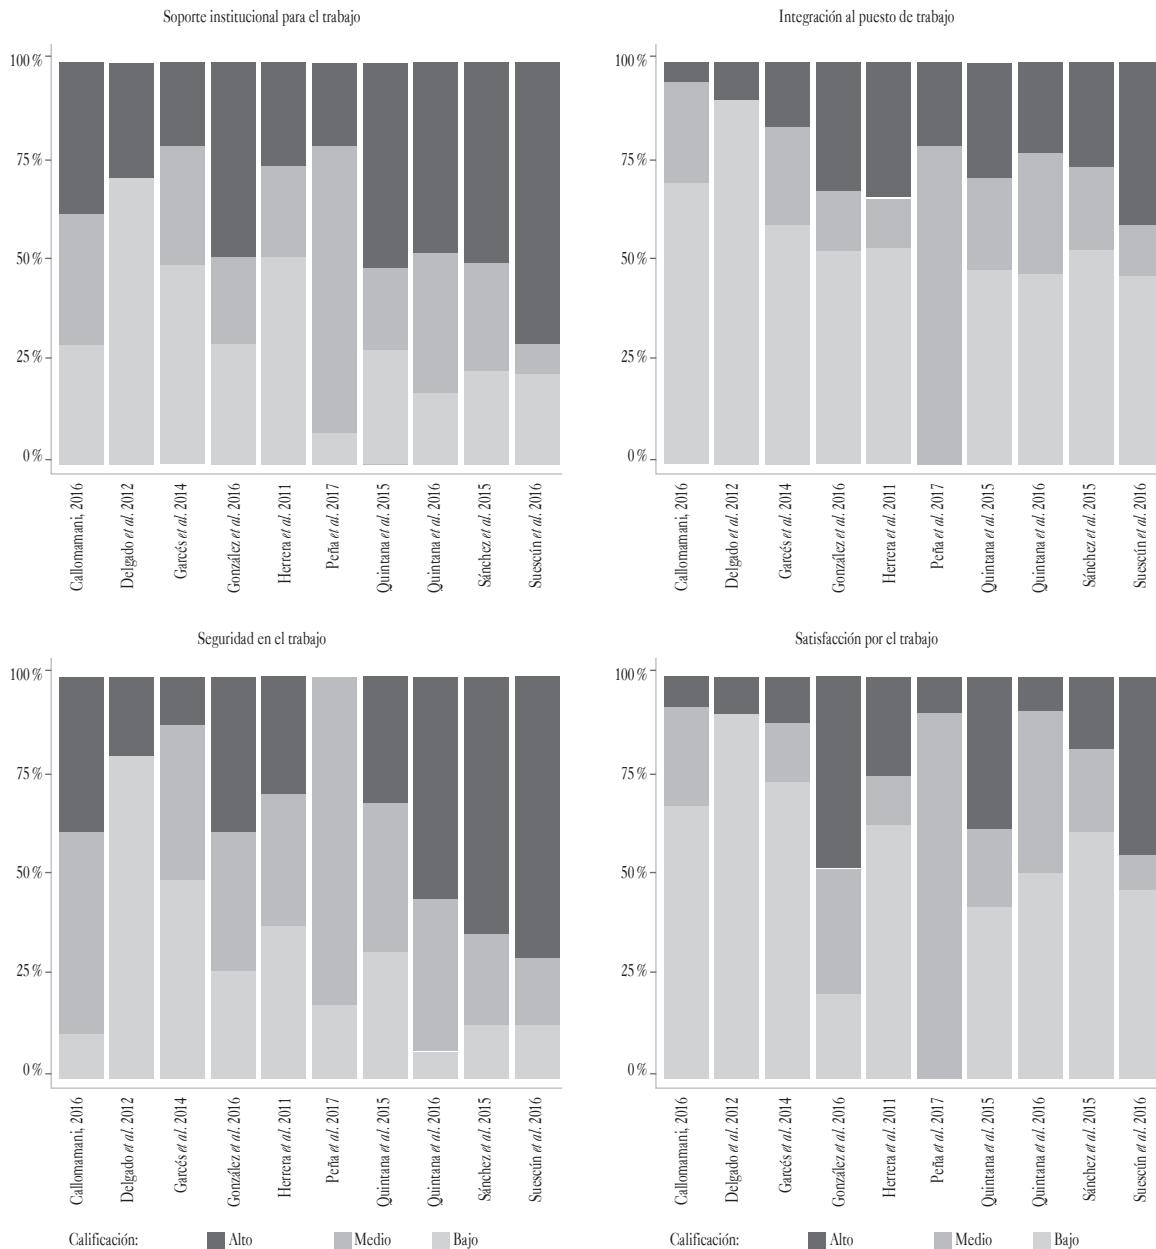 Soporte institucional para el trabajo
100 %
75 %
50 %
25 %
0 %
Callomamani, 2016
Delgado et al. 2012
Garcés et al. 2014
González et al. 2016
Herrera et al. 2011
Peña et al. 2017
Quintana et al. 2015
Quintana et al. 2016
Sánchez et al. 2015
Suescún et al. 2016
Integración al puesto de trabajo
100 %
75 %
50 %
25 %
0 %
Callomamani, 2016
Delgado et al. 2012
Garcés et al. 2014
González et al. 2016
Herrera et al. 2011
Peña et al. 2017
Quintana et al. 2015
Quintana et al. 2016
Sánchez et al. 2015
Suescún et al. 2016
Seguridad en el trabajo
100 %
75 %
50 %
25 %
0 %
Callomamani, 2016
Delgado et al. 2012
Garcés et al. 2014
González et al. 2016
Herrera et al. 2011
Peña et al. 2017
Quintana et al. 2015
Quintana et al. 2016
Sánchez et al. 2015
Suescún et al. 2016
Calificación: Alto Medio Bajo
Satisfacción por el trabajo
100 %
75 %
50 %
25 %
0 %
Callomamani, 2016
Delgado et al. 2012
Garcés et al. 2014
González et al. 2016
Herrera et al. 2011
Peña et al. 2017
Quintana et al. 2015
Quintana et al. 2016
Sánchez et al. 2015
Suescún et al. 2016
Calificación: Alto Medio Bajo